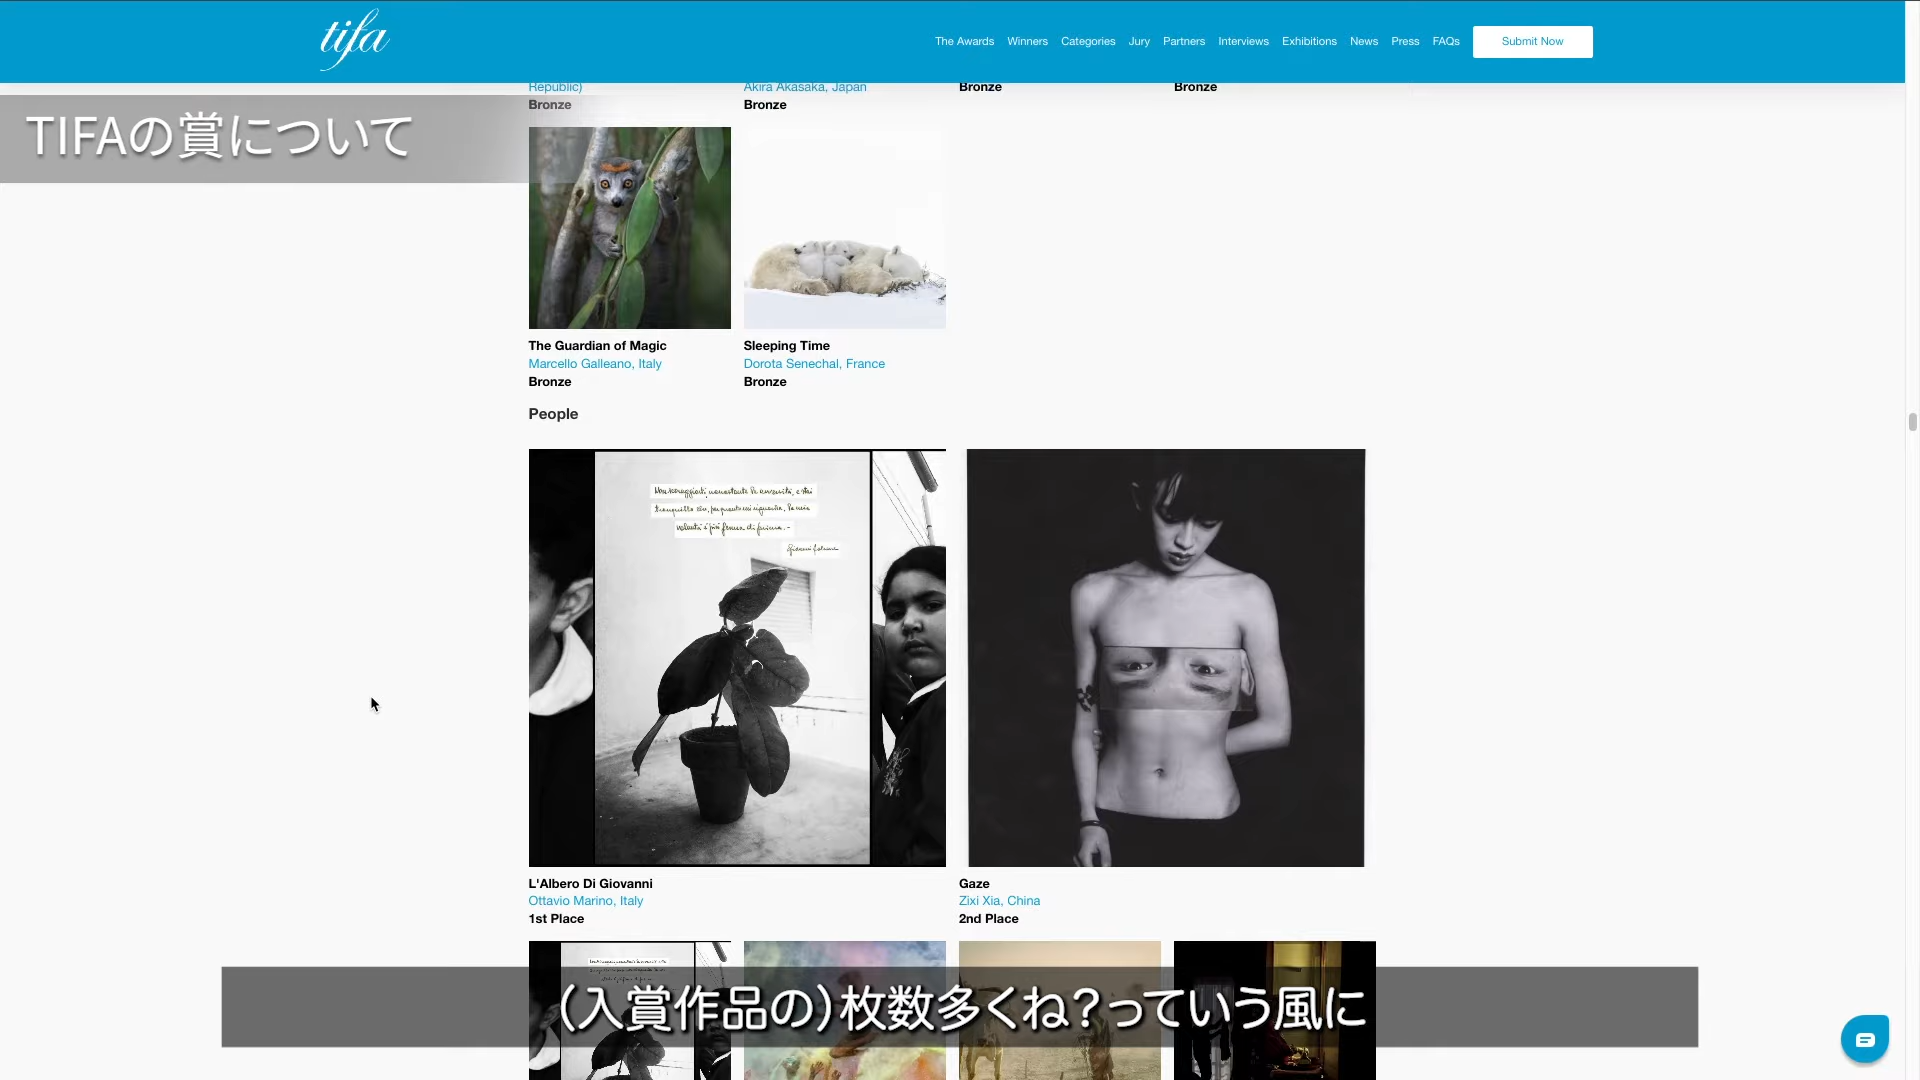 tifa
The Awards Winners Categories Jury Partners Interviews Exhibitions News Press FAQs Submit Now
Republic)
Bronze
Akira Akasaka, Japan
Bronze
Bronze
Bronze
TIFAの賞について
The Guardian of Magic
Marcello Galleano, Italy
Bronze
Sleeping Time
Dorota Senechal, France
Bronze
People
L'Albero Di Giovanni
Ottavio Marino, Italy
1st Place
Gaze
Zixi Xia, China
2nd Place
（入賞作品の）枚数多くね？っていう風に